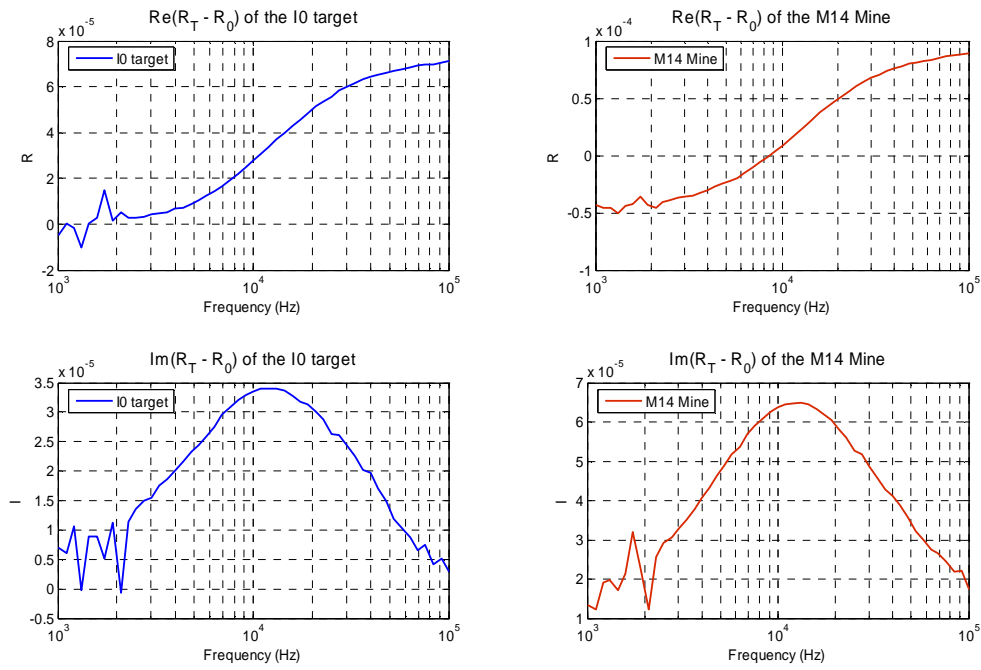 Re(R_T - R_0) of the I0 target
x 10^-5
I0 target
8
6
4
2
0
-2
R
10^3
10^4
10^5
Frequency (Hz)
Re(R_T - R_0) of the M14 Mine
x 10^-4
M14 Mine
1
0.5
0
-0.5
-1
R
10^3
10^4
10^5
Frequency (Hz)
Im(R_T - R_0) of the I0 target
x 10^-5
I0 target
3.5
3
2.5
2
1.5
1
0.5
0
-0.5
I
10^3
10^4
10^5
Frequency (Hz)
Im(R_T - R_0) of the M14 Mine
x 10^-5
M14 Mine
7
6
5
4
3
2
1
I
10^3
10^4
10^5
Frequency (Hz)